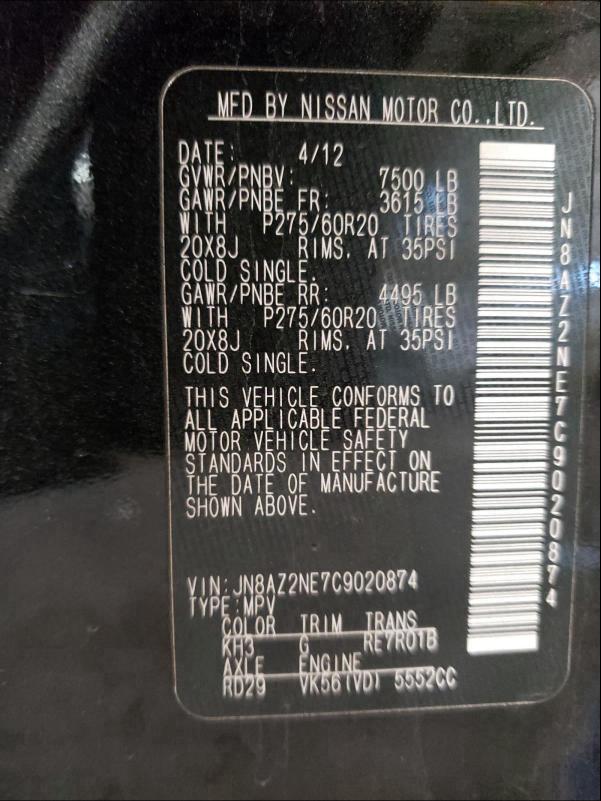 MFD BY NISSAN MOTOR CO.,LTD.
DATE: 4/12
GVWR/PNBV: 7500 LB
GAWR/PNBE FR: 3615 LB
WITH P275/60R20 TIRES
20X8J RIMS. AT 35PSI
COLD SINGLE.
GAWR/PNBE RR: 4495 LB
WITH P275/60R20 TIRES
20X8J RIMS. AT 35PSI
COLD SINGLE.
THIS VEHICLE CONFORMS TO
ALL APPLICABLE FEDERAL
MOTOR VEHICLE SAFETY
STANDARDS IN EFFECT ON
THE DATE OF MANUFACTURE
SHOWN ABOVE.
VIN:JN8AZ2NE7C9020874
TYPE:MPV
COLOR TRIM TRANS
KH3 G RE7R01B
AXLE ENGINE
RD29 VK56(VD) 5552CC
JN8AZ2NE7C9020874